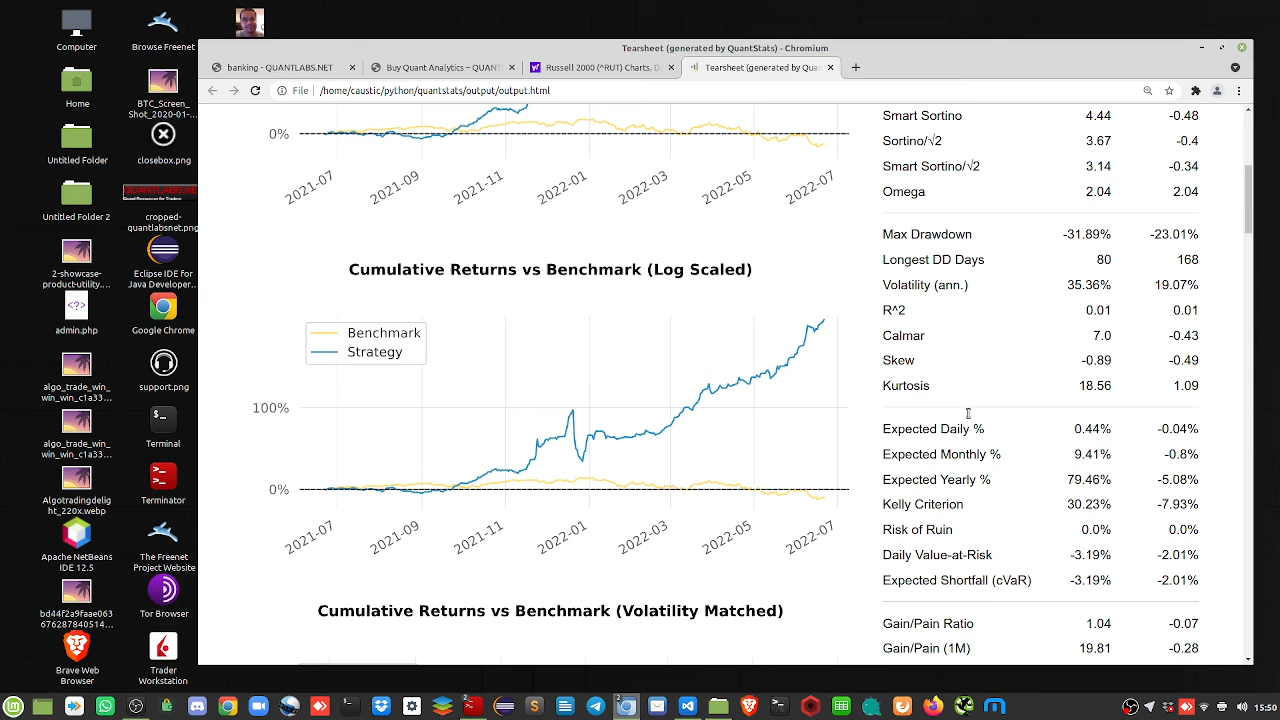 Tearsheet (generated by QuantStats) - Chromium
banking - QUANTLABS.NET
Buy Quant Analytics – QUANT
Russell 2000 (^RUT) Charts, D
Tearsheet (generated by Qua
File
/home/caustic/python/quantstats/output/output.html
Computer
Browse Freenet
Home
BTC_Screen_
Shot_2020-01-...
Untitled Folder
closebox.png
QUANTLABS.NET
Untitled Folder 2
cropped-
quantlabsnet.png
2-showcase-
product-utility....
Eclipse IDE for
Java Developer...
<?>
admin.php
Google Chrome
algo_trade_win_
win_win_c1a33...
support.png
algo_trade_win_
win_win_c1a33...
Terminal
Algotradingdelig
ht_220x.webp
Terminator
Apache NetBeans
IDE 12.5
The Freenet
Project Website
bd44f2a9fae063
676287840514...
Tor Browser
Brave Web
Browser
Trader
Workstation
0%
2021-07
2021-09
2021-11
2022-01
2022-03
2022-05
2022-07
Cumulative Returns vs Benchmark (Log Scaled)
Benchmark
Strategy
100%
0%
2021-07
2021-09
2021-11
2022-01
2022-03
2022-05
2022-07
Cumulative Returns vs Benchmark (Volatility Matched)
Smart Sortino 4.44 -0.48
Sortino/√2 3.67 -0.4
Smart Sortino/√2 3.14 -0.34
Omega 2.04 2.04
Max Drawdown -31.89% -23.01%
Longest DD Days 80 168
Volatility (ann.) 35.36% 19.07%
R^2 0.01 0.01
Calmar 7.0 -0.43
Skew -0.89 -0.49
Kurtosis 18.56 1.09
Expected Daily % 0.44% -0.04%
Expected Monthly % 9.41% -0.8%
Expected Yearly % 79.46% -5.08%
Kelly Criterion 30.23% -7.93%
Risk of Ruin 0.0% 0.0%
Daily Value-at-Risk -3.19% -2.01%
Expected Shortfall (cVaR) -3.19% -2.01%
Gain/Pain Ratio 1.04 -0.07
Gain/Pain (1M) 19.81 -0.28
2
2
15:50